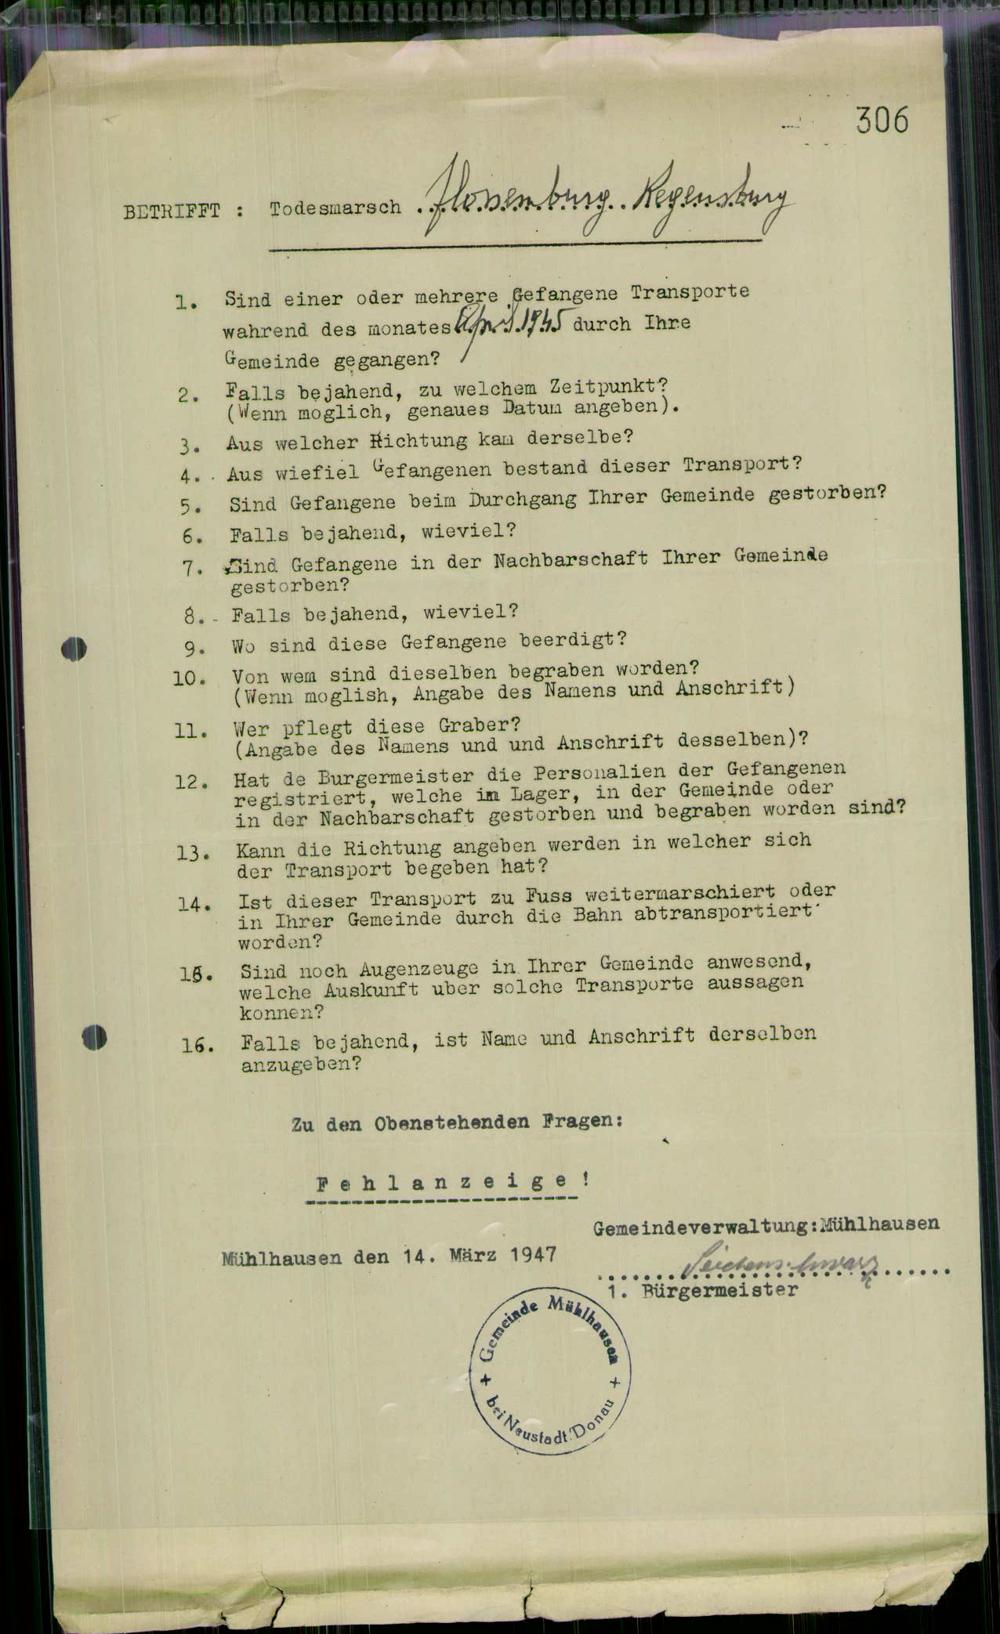 306
BETRIFFT : Todesmarsch . Flossenburg.. Regensburg
1. Sind einer oder mehrere Gefangene Transporte
wahrend des monates April 1945 durch Ihre
Gemeinde gegangen?
2. Falls bejahend, zu welchem Zeitpunkt?
(Wenn moglich, genaues Datum angeben).
3. Aus welcher Richtung kam derselbe?
4. . Aus wiefiel Gefangenen bestand dieser Transport?
5. Sind Gefangene beim Durchgang Ihrer Gemeinde gestorben?
6. Falls bejahend, wieviel?
7. Sind Gefangene in der Nachbarschaft Ihrer Gemeinde
gestorben?
8. - Falls bejahend, wieviel?
9. Wo sind diese Gefangene beerdigt?
10. Von wem sind dieselben begraben worden?
(Wenn moglish, Angabe des Namens und Anschrift)
11. Wer pflegt diese Graber?
(Angabe des Namens und und Anschrift desselben)?
12. Hat de Burgermeister die Personalien der Gefangenen
registriert, welche im Lager, in der Gemeinde oder
in der Nachbarschaft gestorben und begraben worden sind?
13. Kann die Richtung angeben werden in welcher sich
der Transport begeben hat?
14. Ist dieser Transport zu Fuss weitermarschiert oder
in Ihrer Gemeinde durch die Bahn abtransportiert
worden?
15. Sind noch Augenzeuge in Ihrer Gemeinde anwesend,
welche Auskunft uber solche Transporte aussagen
konnen?
16. Falls bejahend, ist Name und Anschrift derselben
anzugeben?
Zu den Obenstehenden Fragen:
F e h l a n z e i g e !
Gemeindeverwaltung:Mühlhausen
Mühlhausen den 14. März 1947
1. Bürgermeister
Gemeinde Mühlhausen
+ bei Neustadt/Donau +